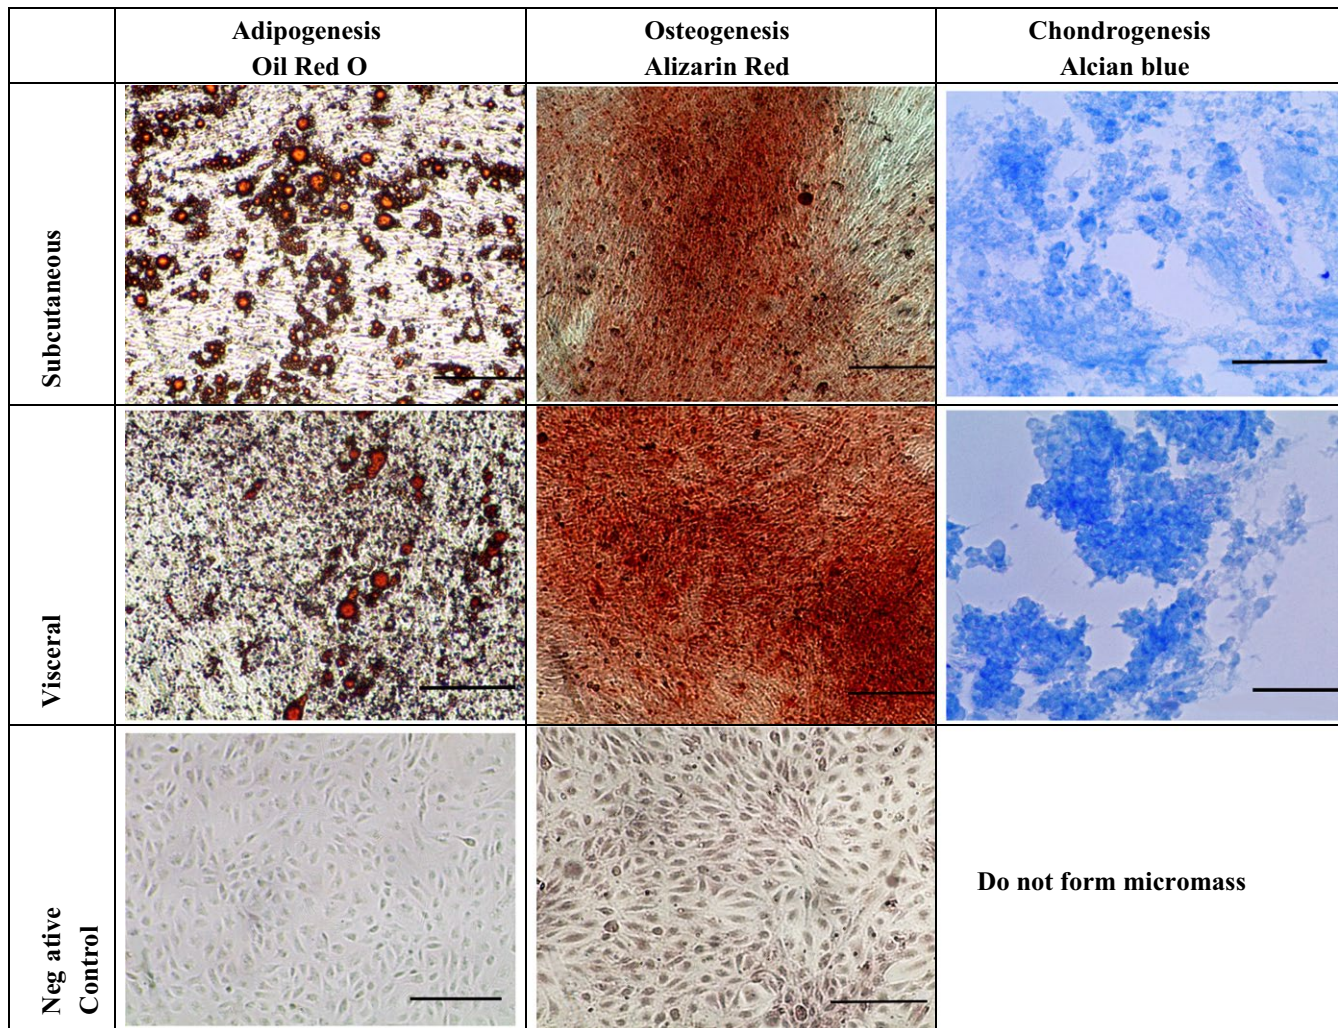 Adipogenesis
Oil Red O
Osteogenesis
Alizarin Red
Chondrogenesis
Alcian blue
Subcutaneous
Visceral
Neg ative
Control
Do not form micromass